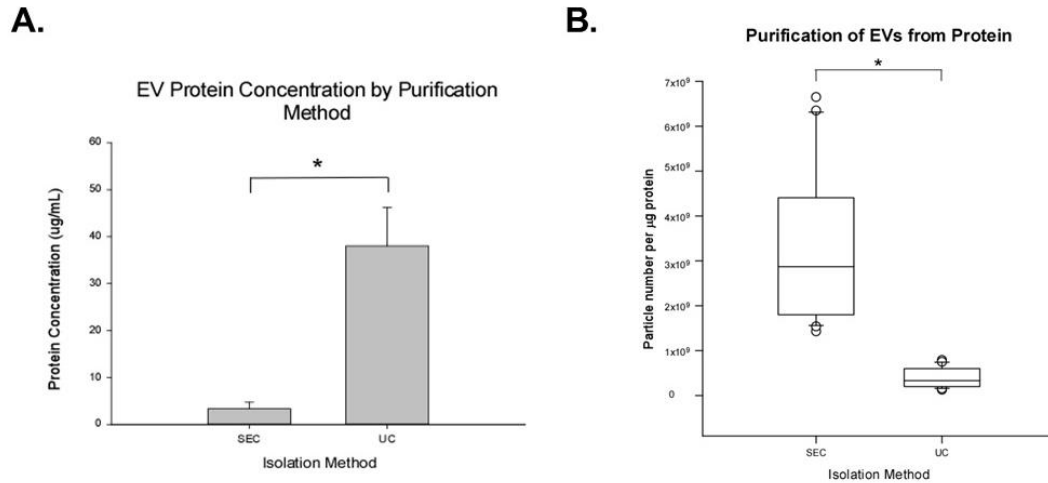 A.
EV Protein Concentration by Purification
Method
*
60
50
40
30
20
10
0
Protein Concentration (ug/mL)
SEC
UC
Isolation Method
B.
Purification of EVs from Protein
*
7x10⁹
6x10⁹
5x10⁹
4x10⁹
3x10⁹
2x10⁹
1x10⁹
0
Particle number per µg protein
SEC
UC
Isolation Method